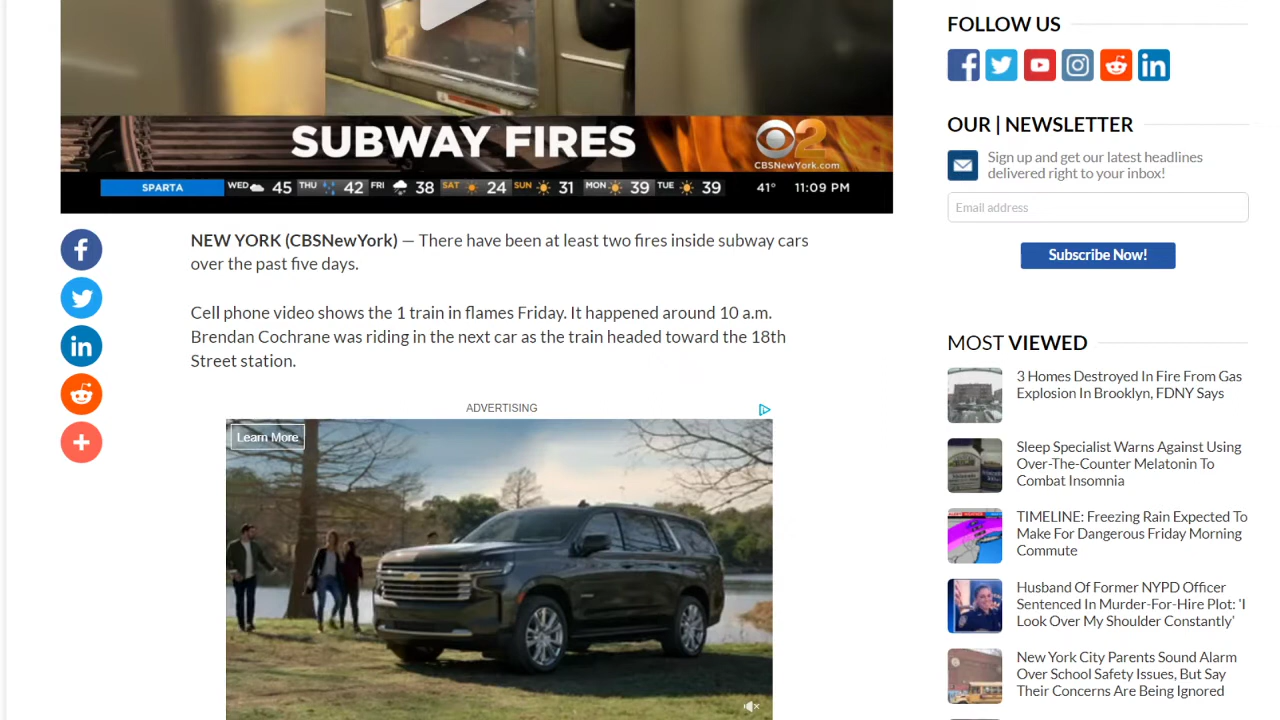 SUBWAY FIRES
2
CBSNewYork.com
SPARTA WED 45 THU 42 FRI 38 SAT 24 SUN 31 MON 39 TUE 39 41° 11:09 PM
NEW YORK (CBSNewYork) — There have been at least two fires inside subway cars
over the past five days.
Cell phone video shows the 1 train in flames Friday. It happened around 10 a.m.
Brendan Cochrane was riding in the next car as the train headed toward the 18th
Street station.
ADVERTISING
Learn More
FOLLOW US
OUR | NEWSLETTER
Sign up and get our latest headlines
delivered right to your inbox!
Email address
Subscribe Now!
MOST VIEWED
3 Homes Destroyed In Fire From Gas
Explosion In Brooklyn, FDNY Says
Sleep Specialist Warns Against Using
Over-The-Counter Melatonin To
Combat Insomnia
TIMELINE: Freezing Rain Expected To
Make For Dangerous Friday Morning
Commute
Husband Of Former NYPD Officer
Sentenced In Murder-For-Hire Plot: 'I
Look Over My Shoulder Constantly'
New York City Parents Sound Alarm
Over School Safety Issues, But Say
Their Concerns Are Being Ignored